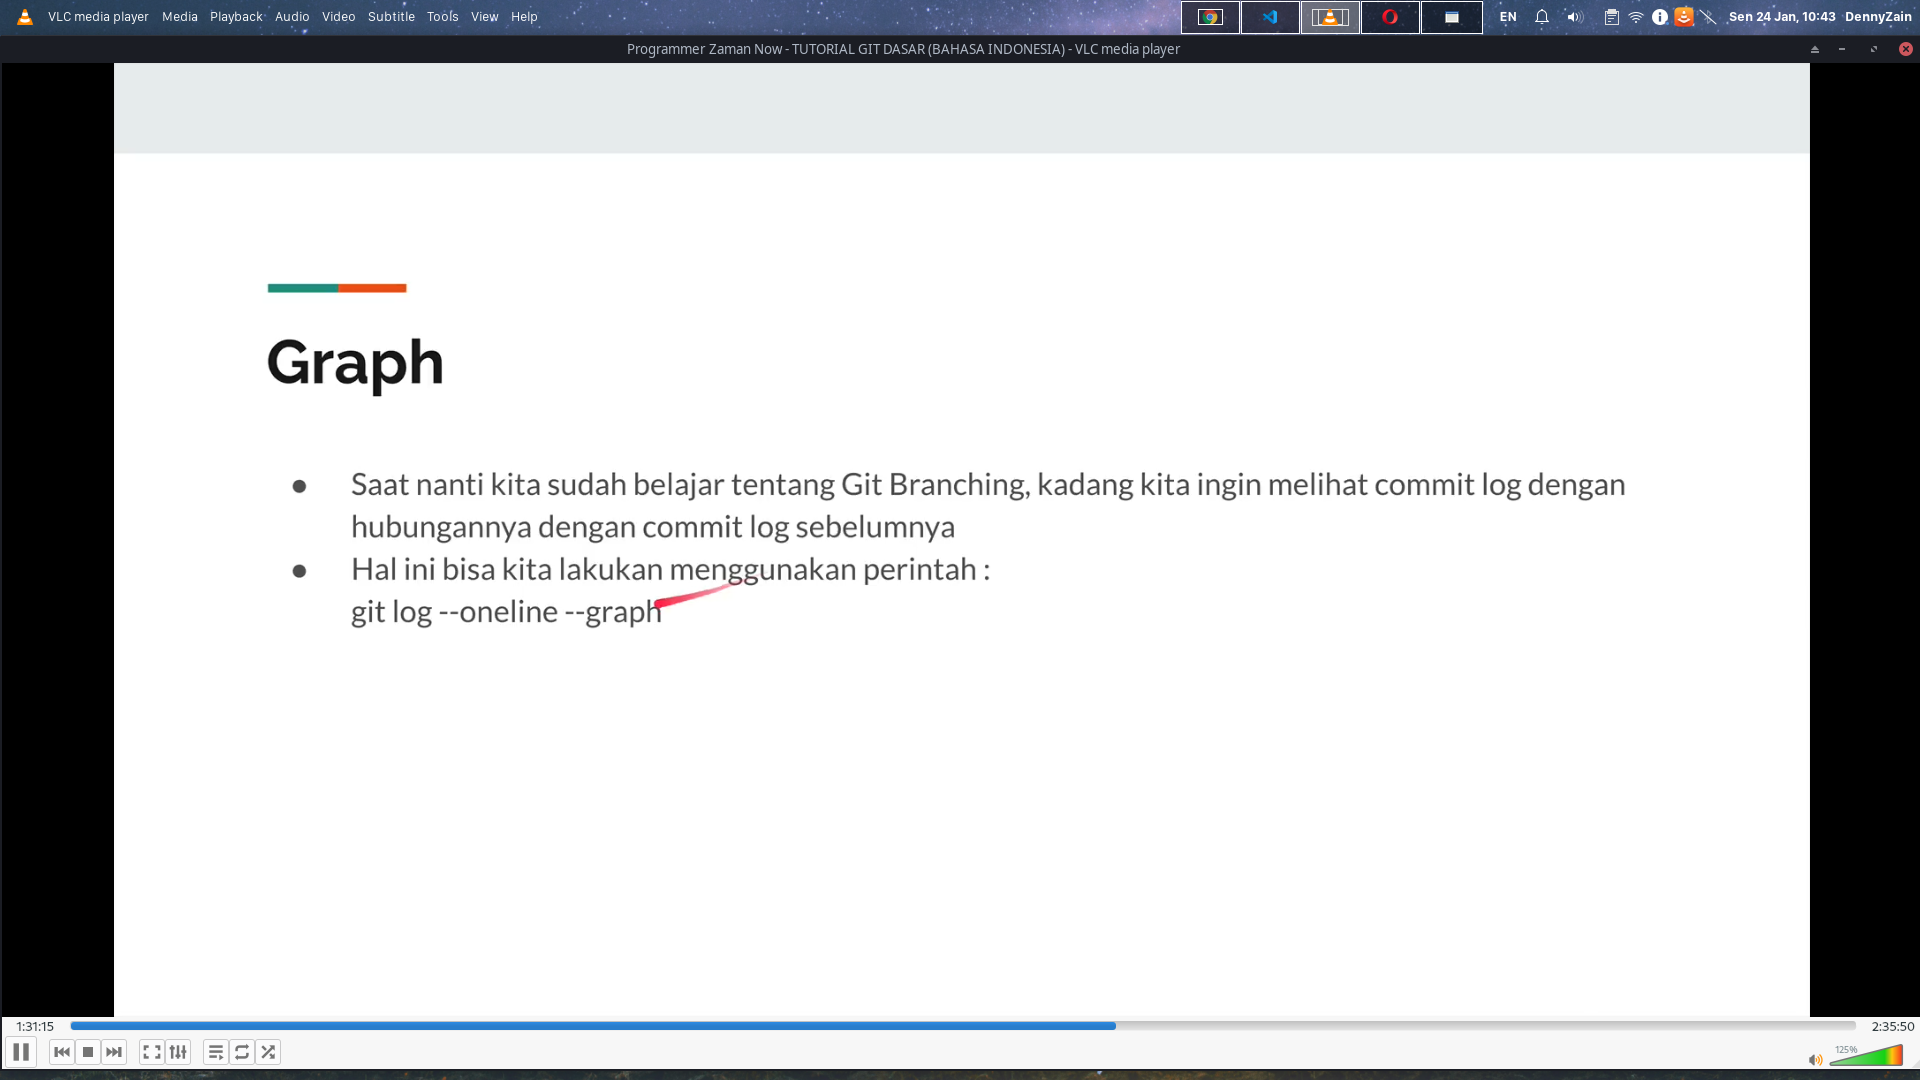 VLC media player Media Playback Audio Video Subtitle Tools View Help EN Sen 24 Jan, 10:43 DennyZain
Programmer Zaman Now - TUTORIAL GIT DASAR (BAHASA INDONESIA) - VLC media player
Graph
● Saat nanti kita sudah belajar tentang Git Branching, kadang kita ingin melihat commit log dengan
hubungannya dengan commit log sebelumnya
● Hal ini bisa kita lakukan menggunakan perintah :
git log --oneline --graph
1:31:15 2:35:50
125%